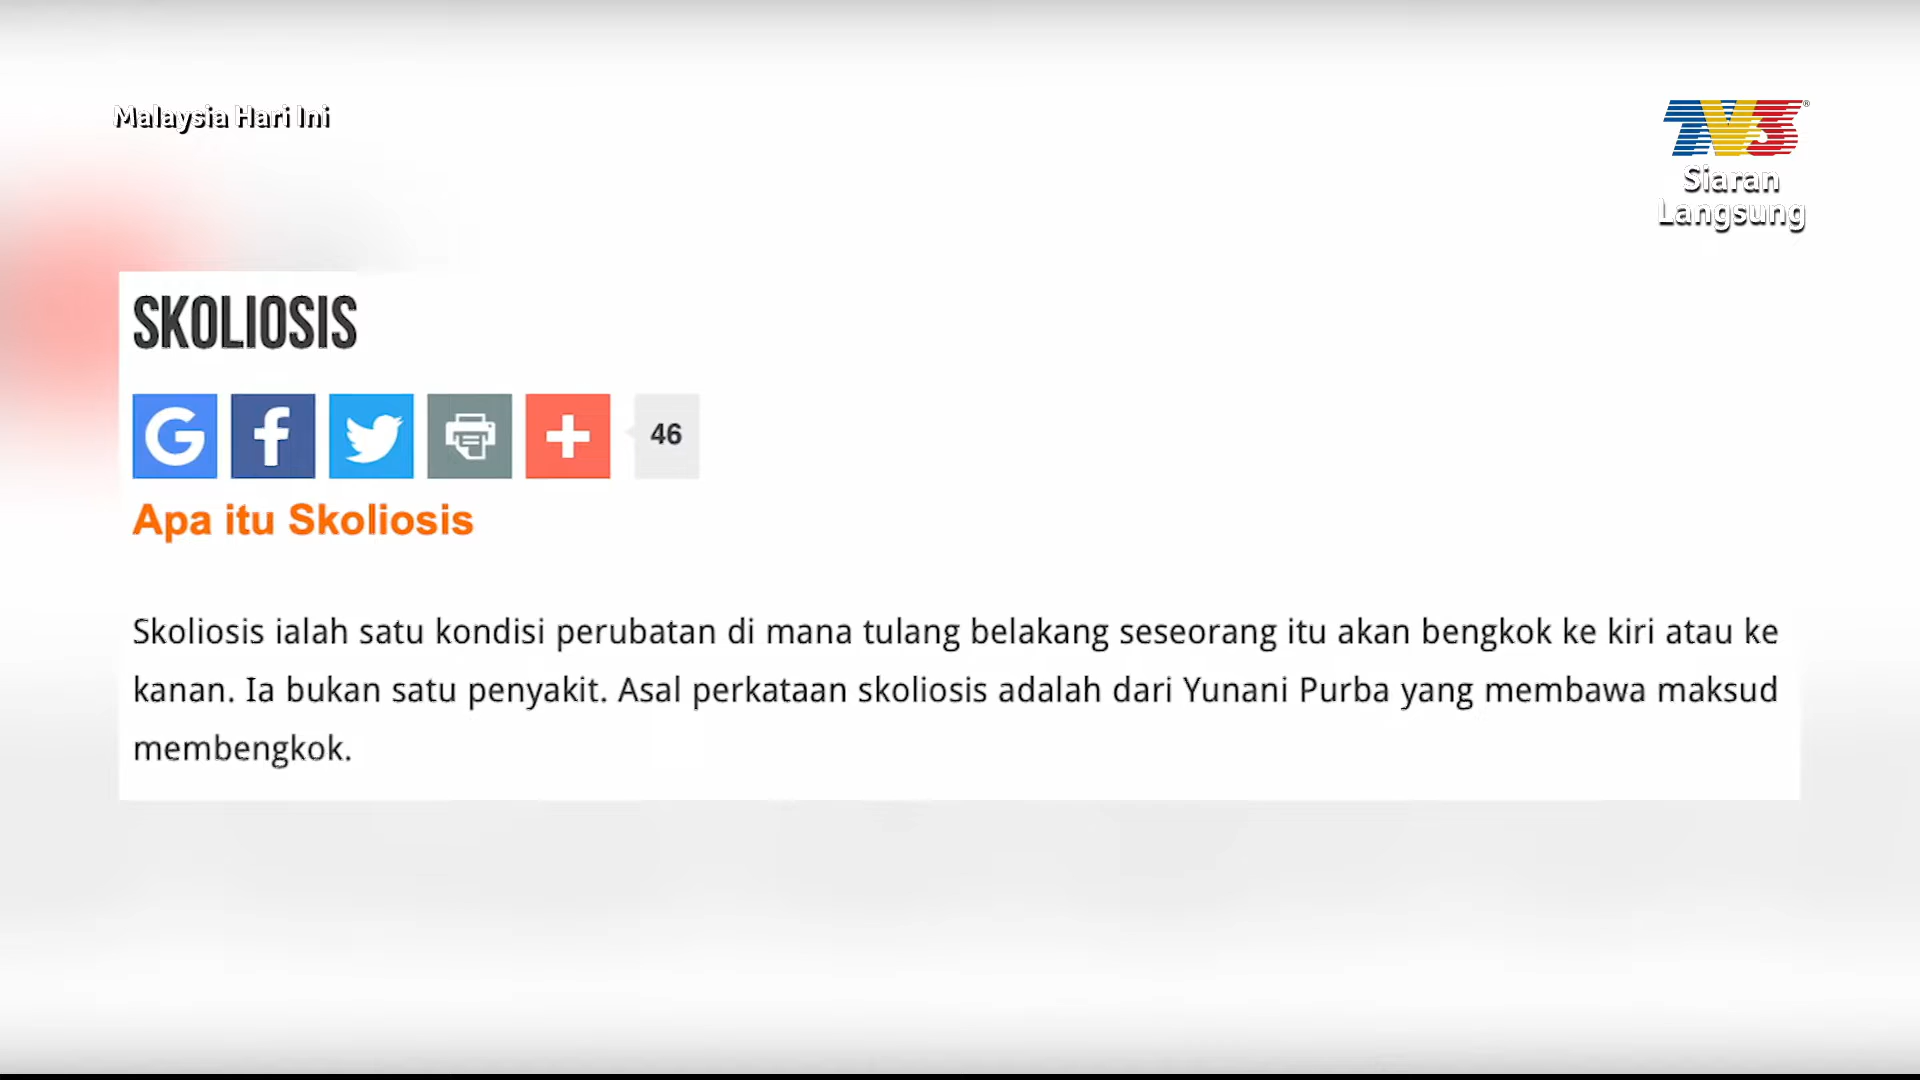 Malaysia Hari Ini
TV3®
Siaran
Langsung
SKOLIOSIS
46
Apa itu Skoliosis
Skoliosis ialah satu kondisi perubatan di mana tulang belakang seseorang itu akan bengkok ke kiri atau ke
kanan. Ia bukan satu penyakit. Asal perkataan skoliosis adalah dari Yunani Purba yang membawa maksud
membengkok.